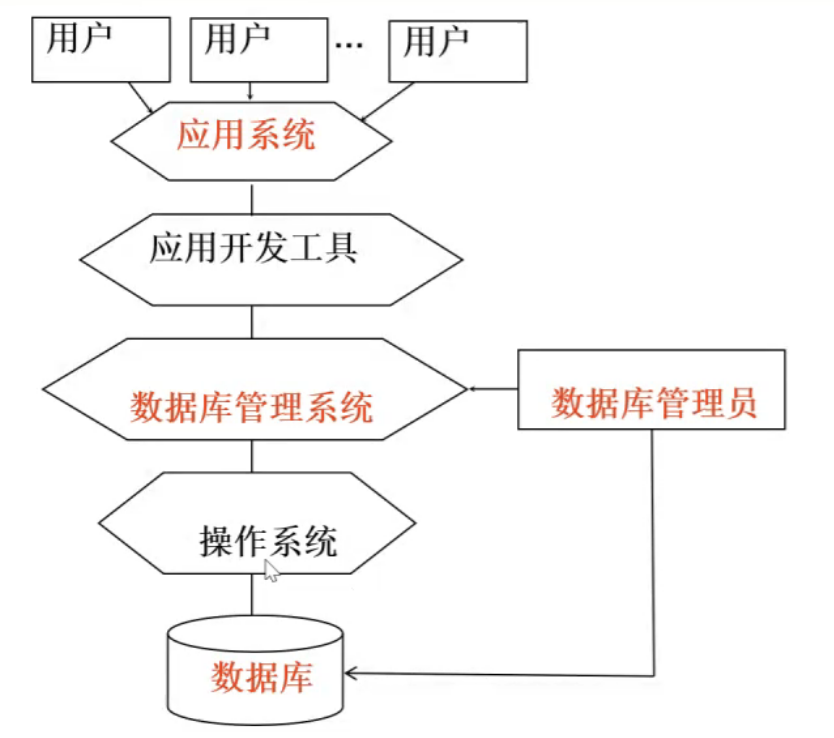 用户
用户
...
用户
应用系统
应用开发工具
数据库管理系统
数据库管理员
操作系统
数据库